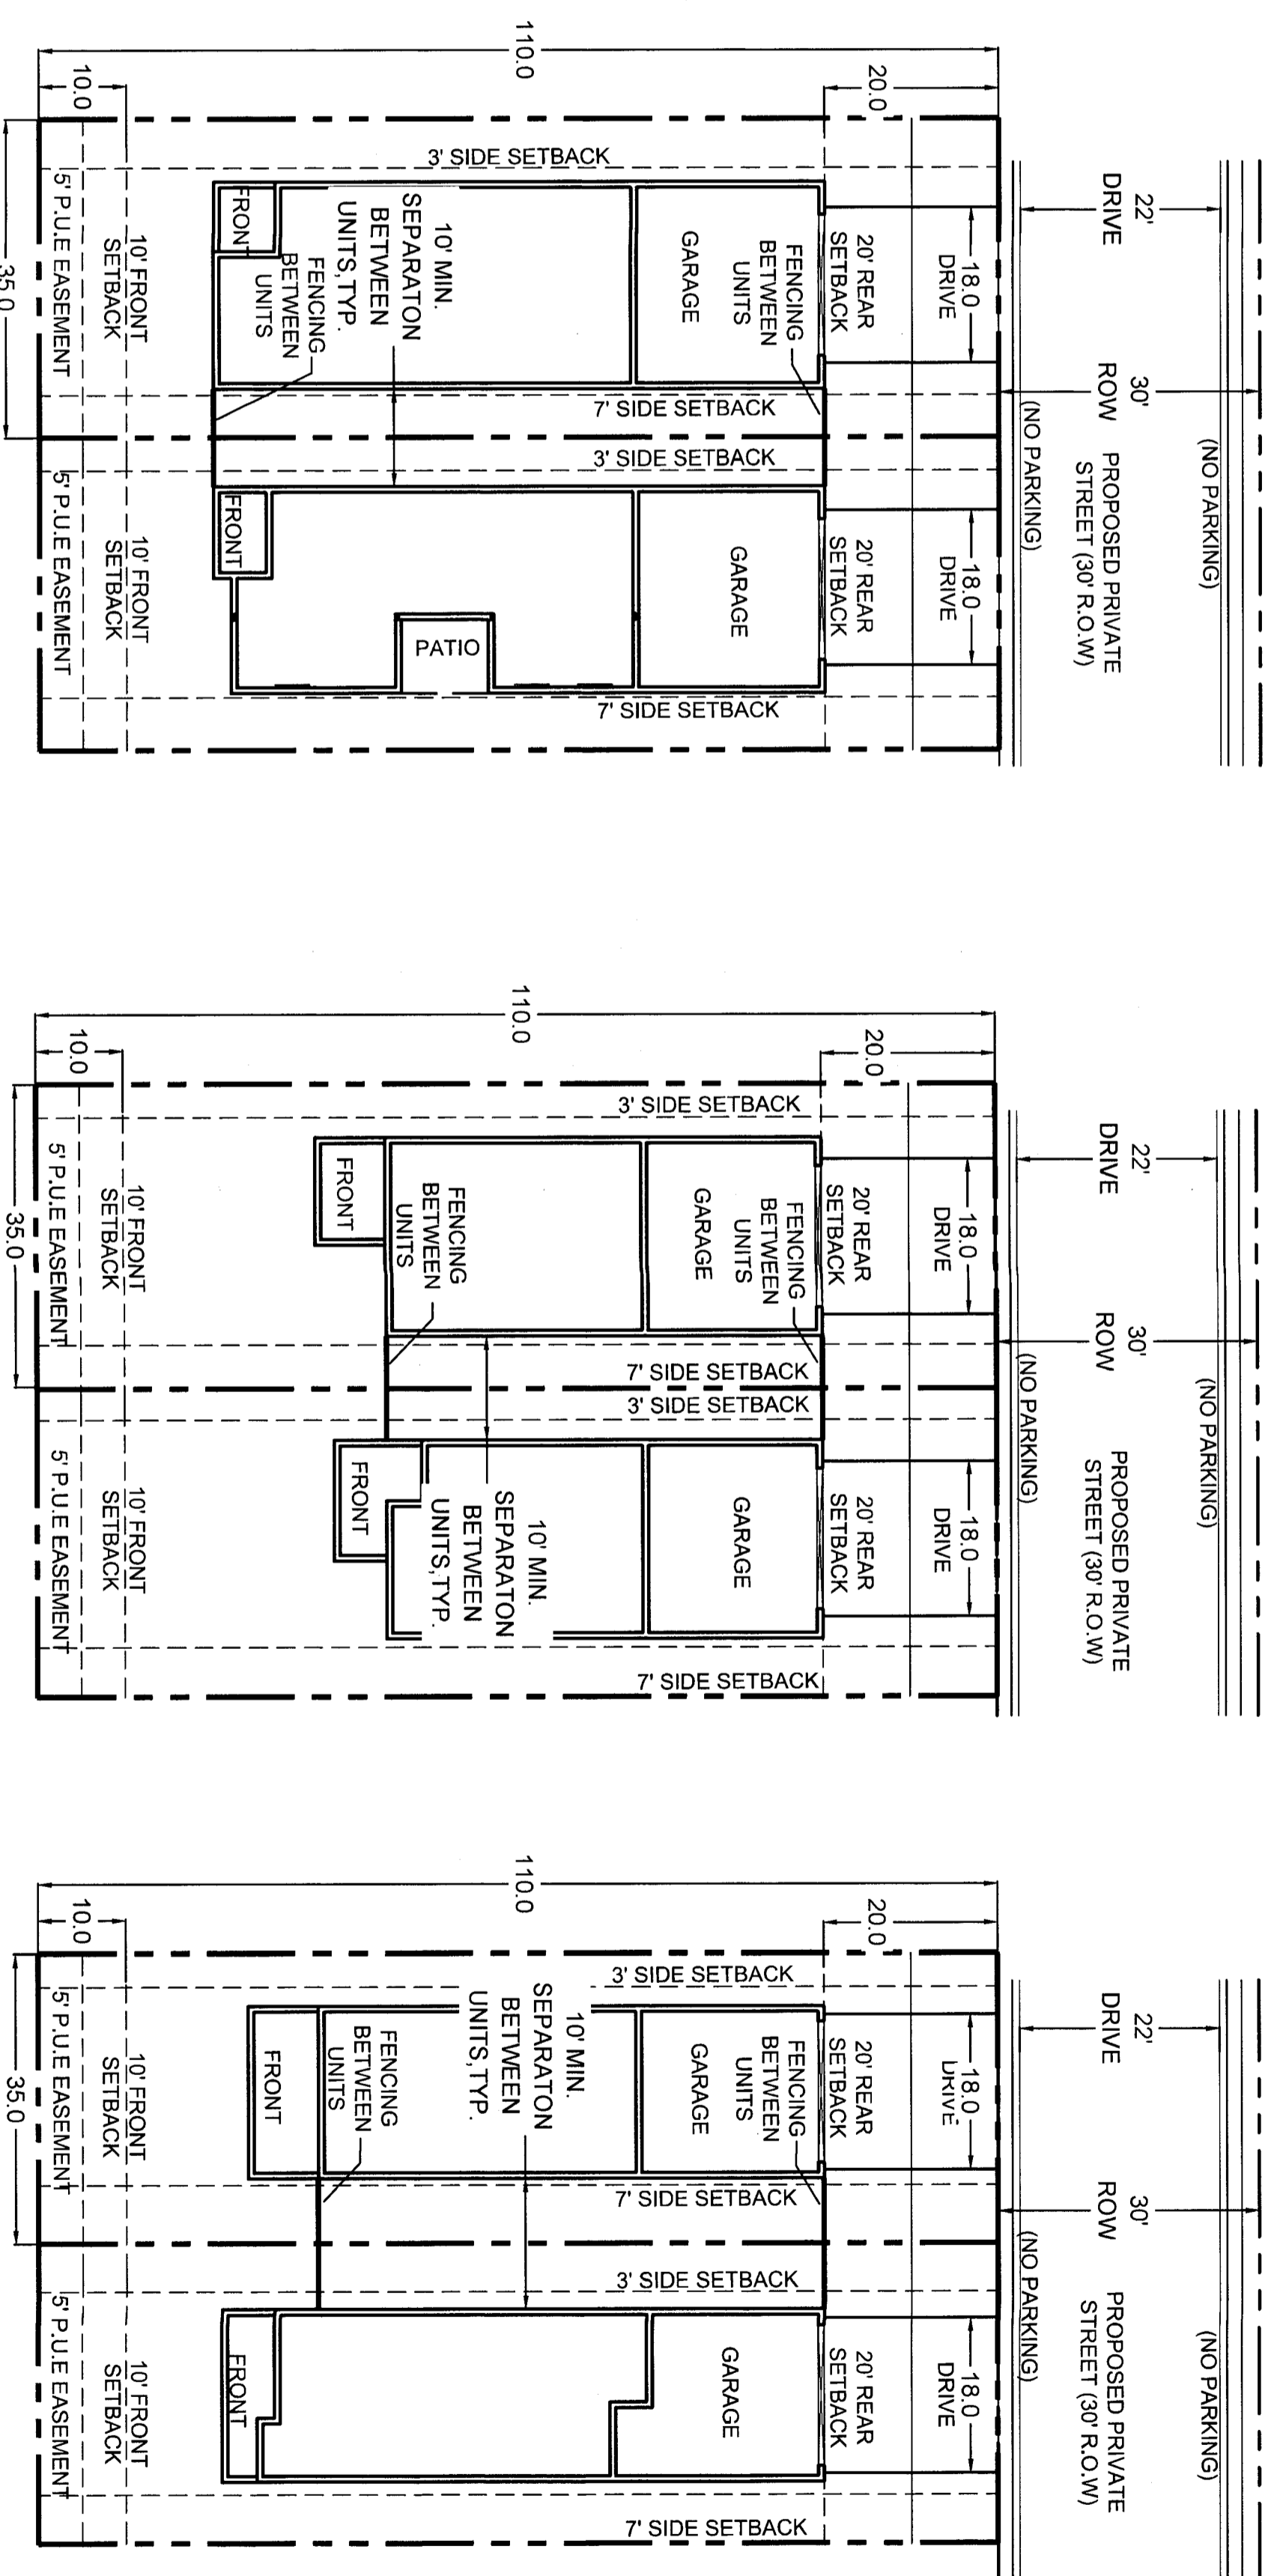 110.0
20.0
10.0
35.0
22'
DRIVE
30'
ROW
PROPOSED PRIVATE
STREET (30' R.O.W)
(NO PARKING)
(NO PARKING)
18.0
DRIVE
18.0
DRIVE
20' REAR
SETBACK
20' REAR
SETBACK
3' SIDE SETBACK
7' SIDE SETBACK
3' SIDE SETBACK
7' SIDE SETBACK
FENCING
BETWEEN
UNITS
GARAGE
GARAGE
10' MIN.
SEPARATON
BETWEEN
UNITS,TYP.
FENCING
BETWEEN
UNITS
PATIO
FRONT
FRONT
10' FRONT
SETBACK
10' FRONT
SETBACK
5' P.U.E EASEMENT
5' P.U.E EASEMENT
110.0
20.0
10.0
35.0
22'
DRIVE
30'
ROW
PROPOSED PRIVATE
STREET (30' R.O.W)
(NO PARKING)
(NO PARKING)
18.0
DRIVE
18.0
DRIVE
20' REAR
SETBACK
20' REAR
SETBACK
3' SIDE SETBACK
7' SIDE SETBACK
3' SIDE SETBACK
7' SIDE SETBACK
FENCING
BETWEEN
UNITS
GARAGE
GARAGE
10' MIN.
SEPARATON
BETWEEN
UNITS,TYP.
FENCING
BETWEEN
UNITS
FRONT
FRONT
10' FRONT
SETBACK
10' FRONT
SETBACK
5' P.U.E EASEMENT
5' P.U.E EASEMENT
110.0
20.0
10.0
35.0
22'
DRIVE
30'
ROW
PROPOSED PRIVATE
STREET (30' R.O.W)
(NO PARKING)
(NO PARKING)
18.0
DRIVE
18.0
DRIVE
20' REAR
SETBACK
20' REAR
SETBACK
3' SIDE SETBACK
7' SIDE SETBACK
3' SIDE SETBACK
7' SIDE SETBACK
FENCING
BETWEEN
UNITS
GARAGE
GARAGE
10' MIN.
SEPARATON
BETWEEN
UNITS,TYP.
FENCING
BETWEEN
UNITS
FRONT
FRONT
10' FRONT
SETBACK
10' FRONT
SETBACK
5' P.U.E EASEMENT
5' P.U.E EASEMENT